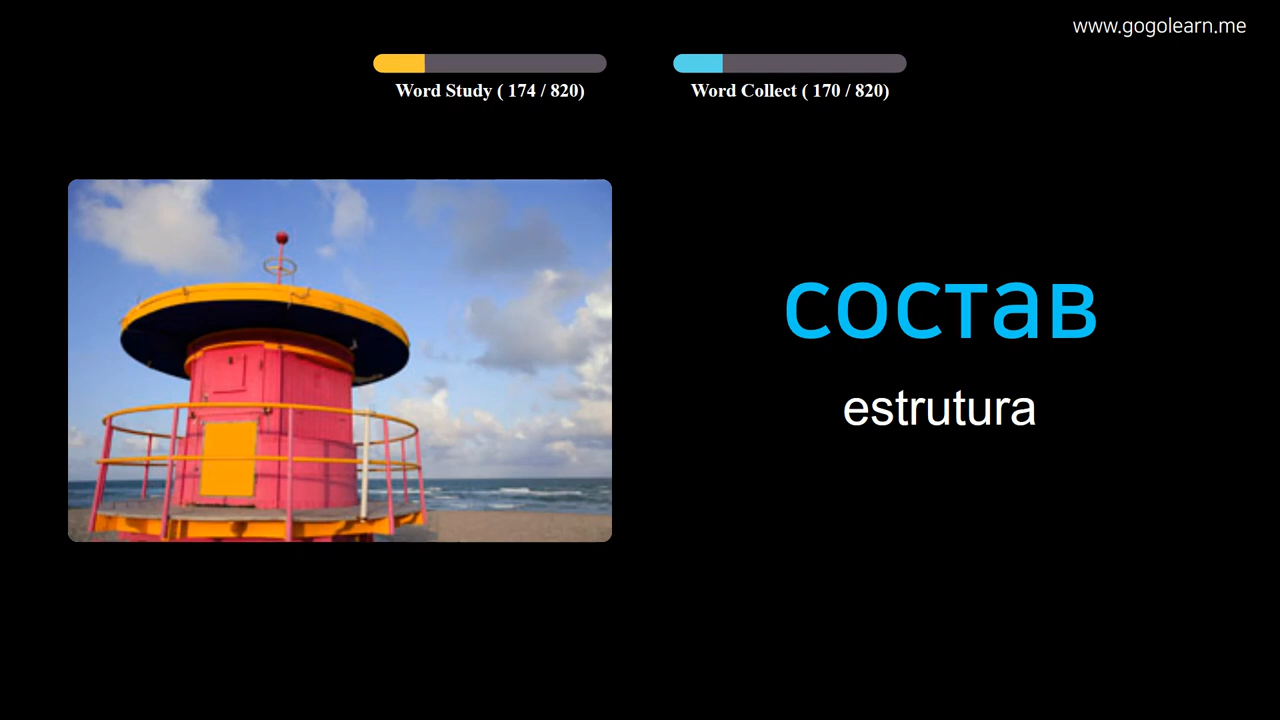 www.gogolearn.me
Word Study ( 174 / 820)
Word Collect ( 170 / 820)
состав
estrutura